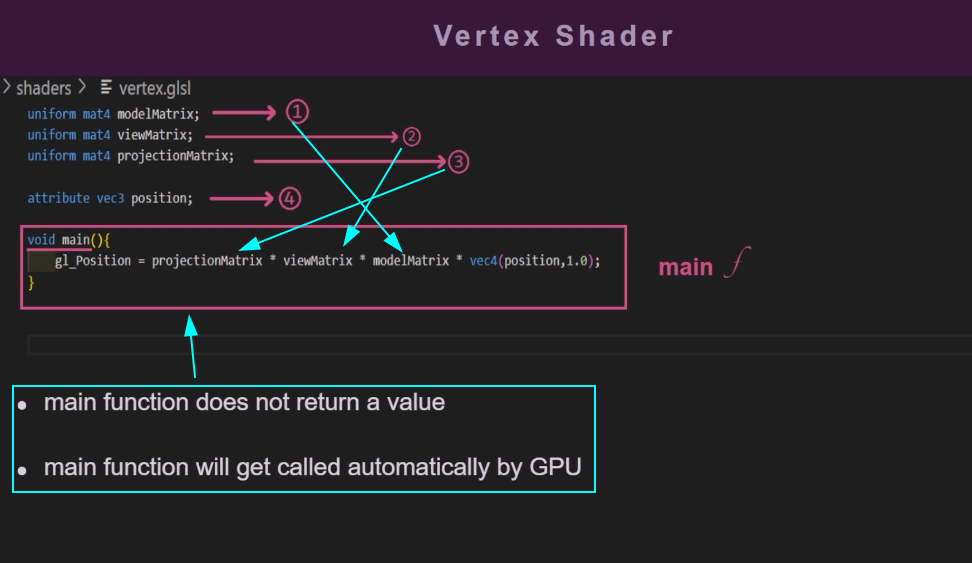 Vertex Shader
> shaders > vertex.glsl
uniform mat4 modelMatrix; 1
uniform mat4 viewMatrix; 2
uniform mat4 projectionMatrix; 3
attribute vec3 position; 4
void main(){
gl_Position = projectionMatrix * viewMatrix * modelMatrix * vec4(position,1.0);
}
main f
• main function does not return a value
• main function will get called automatically by GPU